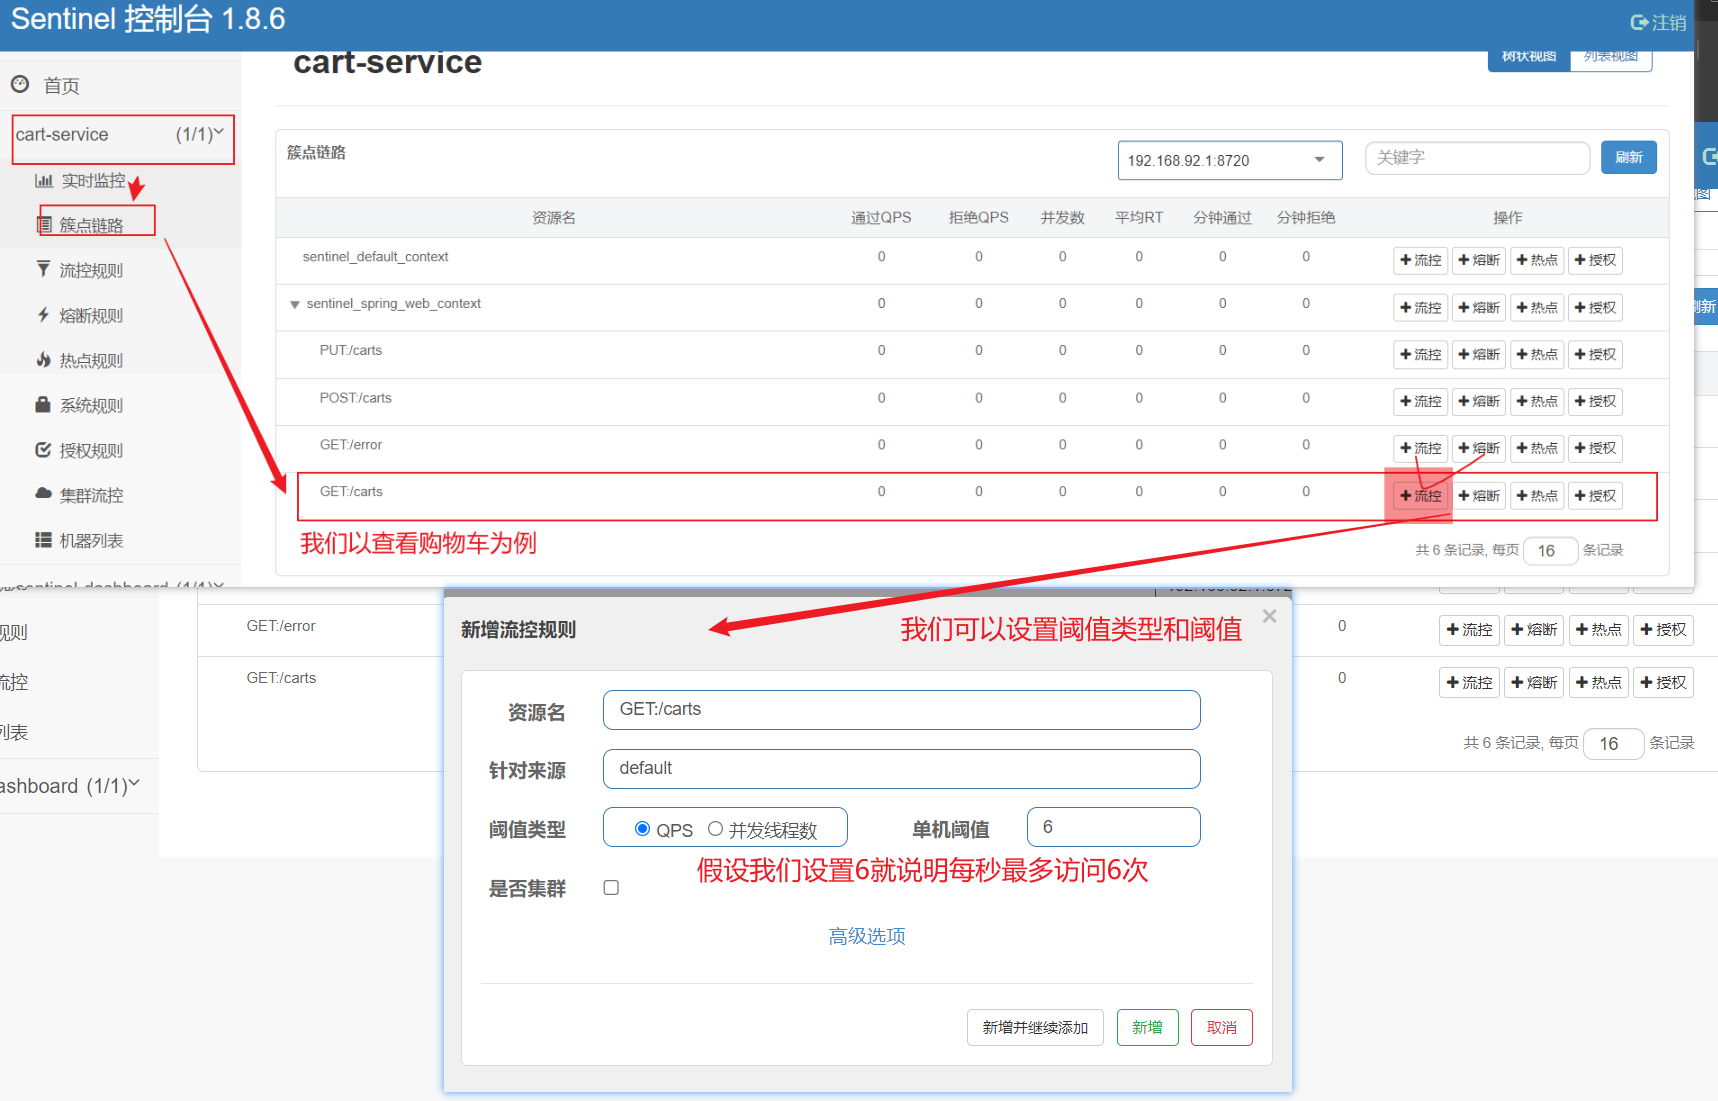 Sentinel 控制台 1.8.6
注销
cart-service
树状视图 列表视图
首页
cart-service (1/1)
实时监控
簇点链路
流控规则
熔断规则
热点规则
系统规则
授权规则
集群流控
机器列表
sentinel-dashboard (1/1)
簇点链路
192.168.92.1:8720
关键字
刷新
资源名 通过QPS 拒绝QPS 并发数 平均RT 分钟通过 分钟拒绝 操作
sentinel_default_context 0 0 0 0 0 0 流控 熔断 热点 授权
sentinel_spring_web_context 0 0 0 0 0 0 流控 熔断 热点 授权
PUT:/carts 0 0 0 0 0 0 流控 熔断 热点 授权
POST:/carts 0 0 0 0 0 0 流控 熔断 热点 授权
GET:/error 0 0 0 0 0 0 流控 熔断 热点 授权
GET:/carts 0 0 0 0 0 0 流控 熔断 热点 授权
我们以查看购物车为例
共 6 条记录, 每页 16 条记录
图
刷新
规则
流控
列表
ashboard (1/1)
GET:/error 0 流控 熔断 热点 授权
GET:/carts 0 流控 熔断 热点 授权
共 6 条记录, 每页 16 条记录
新增流控规则
我们可以设置阈值类型和阈值
×
资源名 GET:/carts
针对来源 default
阈值类型 QPS 并发线程数 单机阈值 6
假设我们设置6就说明每秒最多访问6次
是否集群
高级选项
新增并继续添加 新增 取消